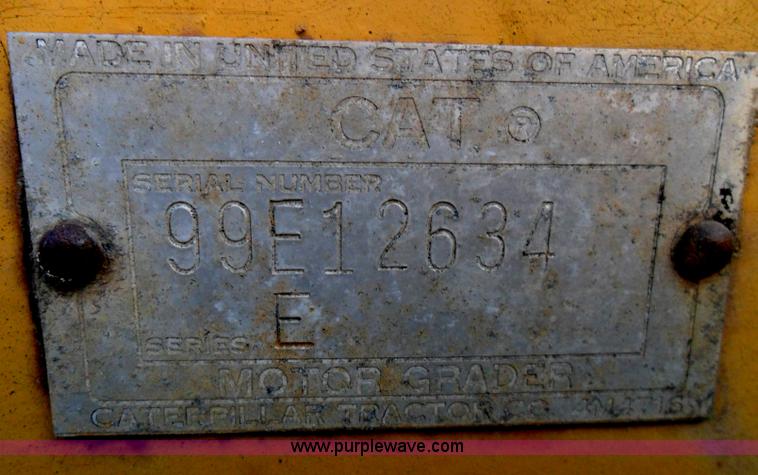 MADE IN UNITED STATES OF AMERICA
CAT ®
SERIAL NUMBER
99E12634
SERIES E
MOTOR GRADER
CATERPILLAR TRACTOR CO.
www.purplewave.com